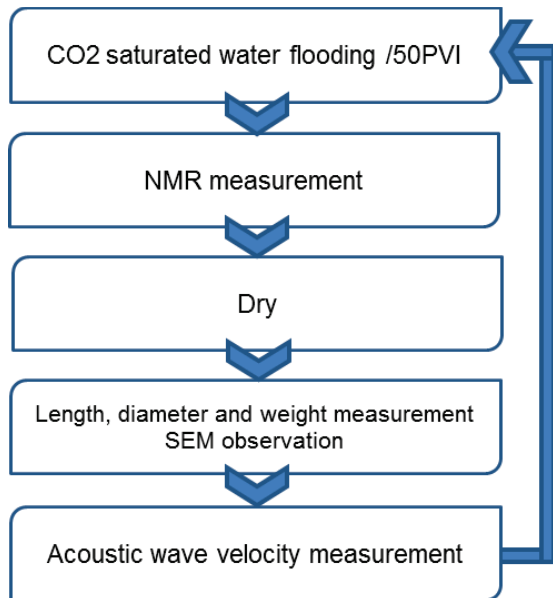 CO2 saturated water flooding /50PVI
NMR measurement
Dry
Length, diameter and weight measurement
SEM observation
Acoustic wave velocity measurement